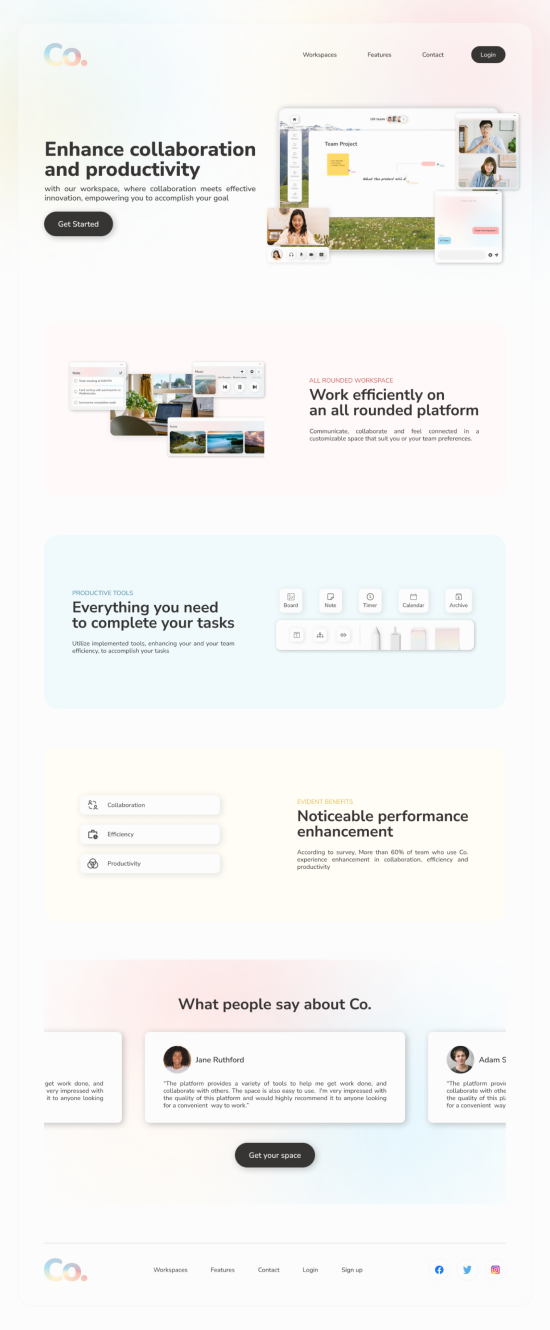 Co.
Workspaces
Features
Contact
Login
Enhance collaboration
and productivity
with our workspace, where collaboration meets effective
innovation, empowering you to accomplish your goal
Get Started
Team Project
ALL ROUNDED WORKSPACE
Work efficiently on
an all rounded platform
Communicate, collaborate and feel connected in a
customizable space that suit you or your team preferences.
PRODUCTIVE TOOLS
Everything you need
to complete your tasks
Utilize implemented tools, enhancing your and your team
efficiency, to accomplish your tasks
Board
Note
Timer
Calendar
Archive
Collaboration
Efficiency
Productivity
EVIDENT BENEFITS
Noticeable performance
enhancement
According to survey, More than 60% of team who use Co.
experience enhancement in collaboration, efficiency and
productivity
What people say about Co.
get work done, and
very impressed with
it to anyone looking
Jane Ruthford
"The platform provides a variety of tools to help me get work done, and
collaborate with others. The space is also easy to use. I'm very impressed with
the quality of this platform and would highly recommend it to anyone looking
for a convenient way to work."
Adam S
"The platform provi
collaborate with othe
the quality of this pl
for a convenient way
Get your space
Co.
Workspaces
Features
Contact
Login
Sign up